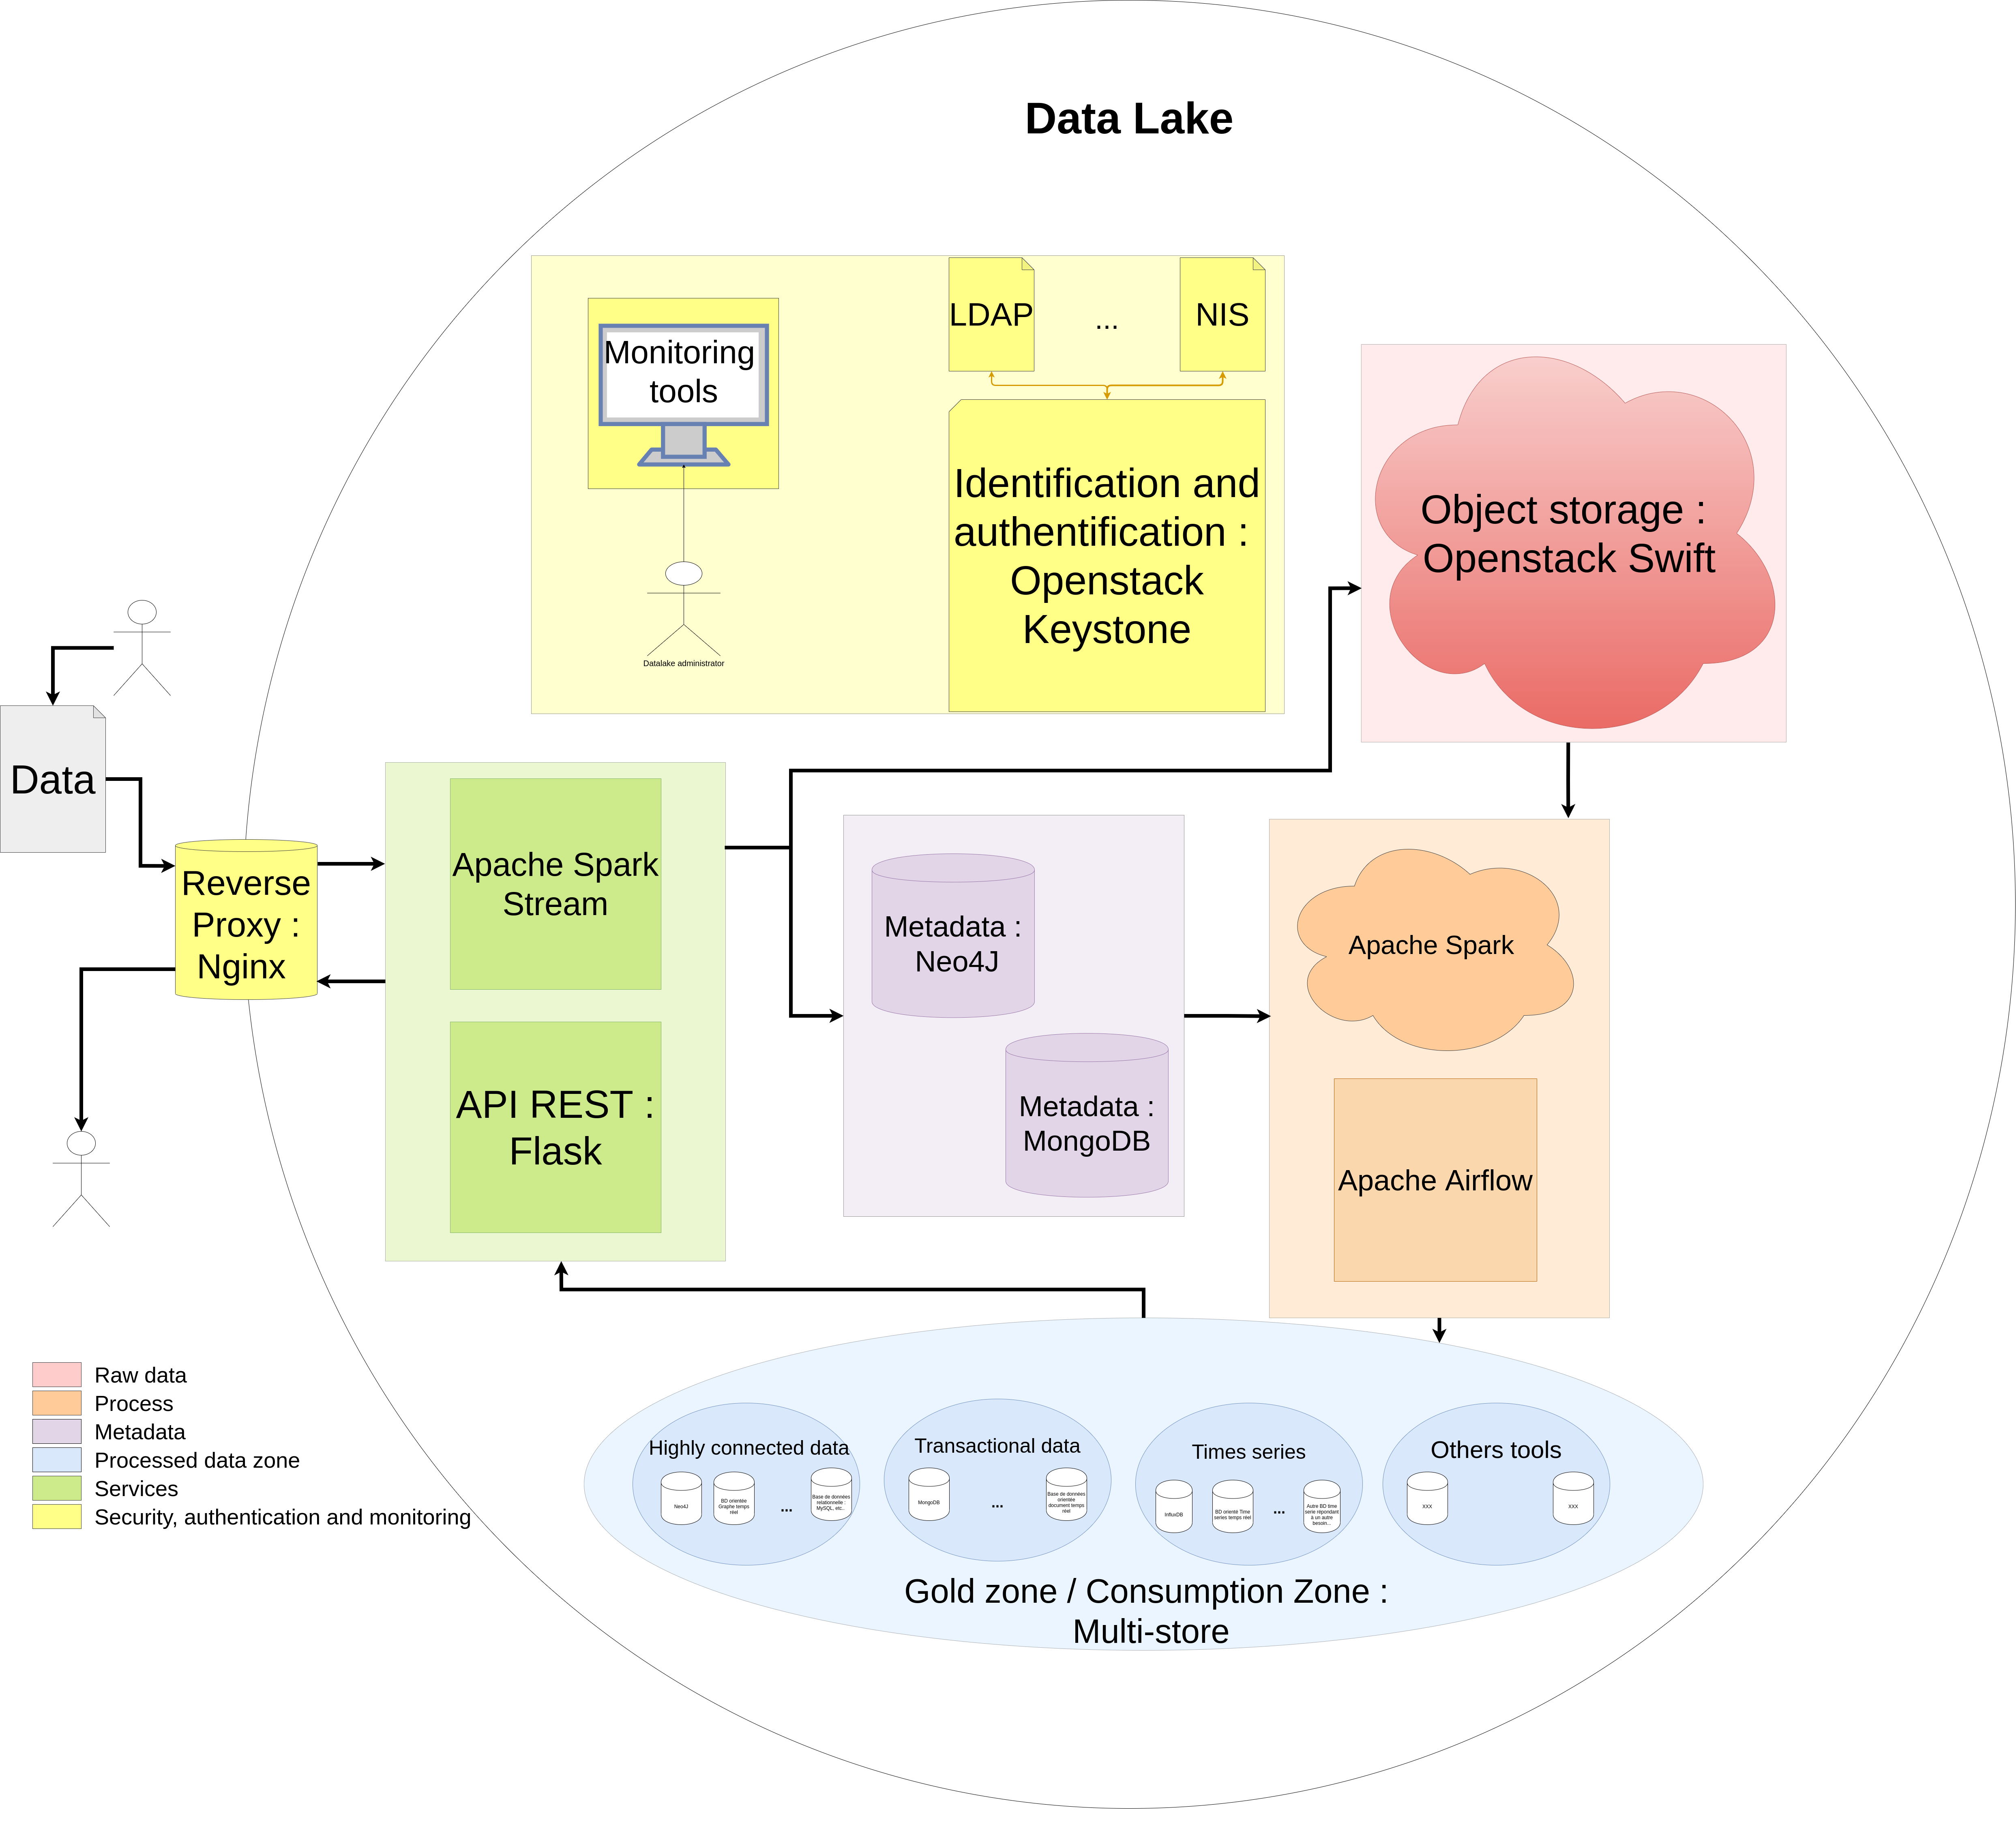 Data Lake
LDAP
...
NIS
Monitoring
tools
Identification and
authentification :
Openstack
Keystone
Datalake administrator
Object storage :
Openstack Swift
Data
Reverse
Proxy :
Nginx
Apache Spark
Stream
API REST :
Flask
Metadata :
Neo4J
Metadata :
MongoDB
Apache Spark
Apache Airflow
Raw data
Process
Metadata
Processed data zone
Services
Security, authentication and monitoring
Highly connected data
Neo4J
BD orientée
Graphe temps
réel
...
Base de données
relationnelle :
MySQL, etc..
Transactional data
MongoDB
...
Base de données
orientée
document temps
réel
Times series
InfluxDB
BD orienté Time
series temps réel
...
Autre BD time
serie répondant
à un autre
besoin...
Others tools
XXX
XXX
Gold zone / Consumption Zone :
Multi-store